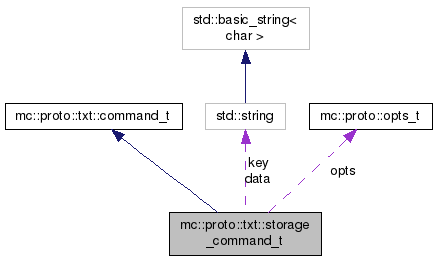 std::basic_string<
char >
mc::proto::txt::command_t
std::string
mc::proto::opts_t
key
data
opts
mc::proto::txt::storage
_command_t